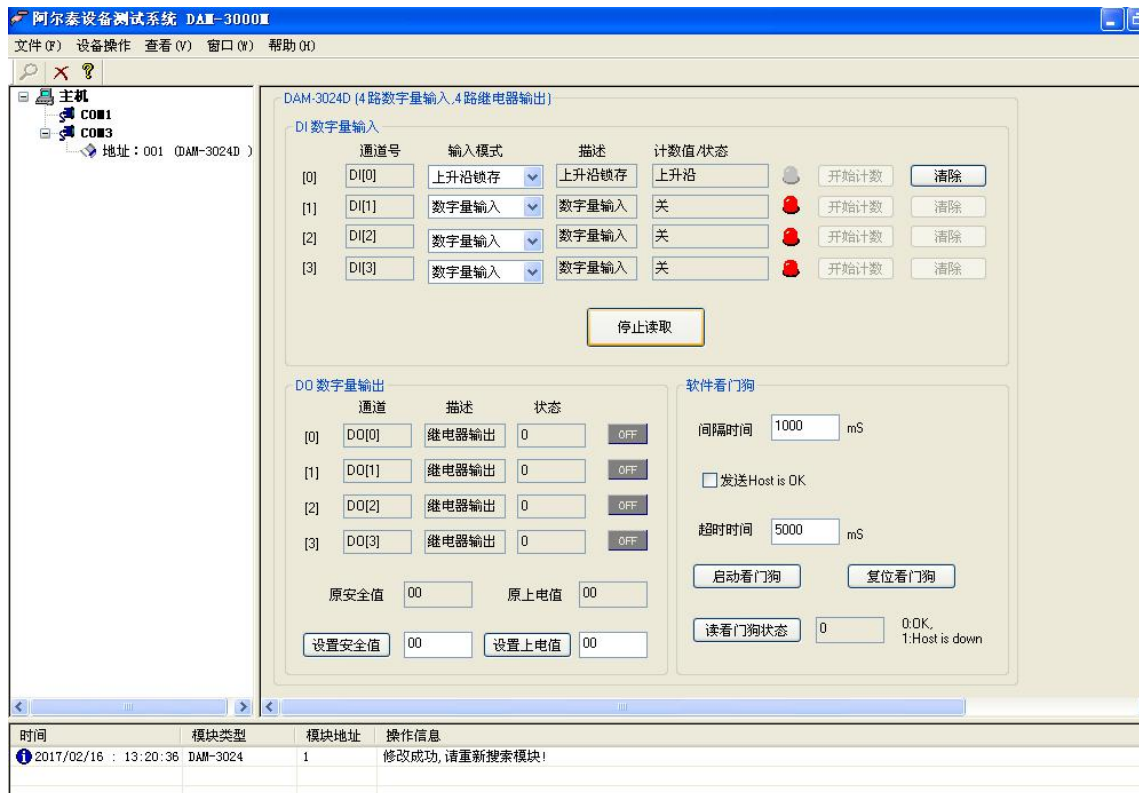 阿尔泰设备测试系统 DAM-3000M
文件(F) 设备操作 查看(V) 窗口(W) 帮助(H)
主机
COM1
COM3
地址：001 (DAM-3024D )
DAM-3024D (4路数字量输入,4路继电器输出)
DI 数字量输入
通道号 输入模式 描述 计数值/状态
[0] DI[0] 上升沿锁存 上升沿锁存 上升沿 开始计数 清除
[1] DI[1] 数字量输入 数字量输入 关 开始计数 清除
[2] DI[2] 数字量输入 数字量输入 关 开始计数 清除
[3] DI[3] 数字量输入 数字量输入 关 开始计数 清除
停止读取
DO 数字量输出
通道 描述 状态
[0] DO[0] 继电器输出 0 OFF
[1] DO[1] 继电器输出 0 OFF
[2] DO[2] 继电器输出 0 OFF
[3] DO[3] 继电器输出 0 OFF
原安全值 00 原上电值 00
设置安全值 00 设置上电值 00
软件看门狗
间隔时间 1000 mS
发送Host is OK
超时时间 5000 mS
启动看门狗 复位看门狗
读看门狗状态 0 0:OK,
1:Host is down
时间 模块类型 模块地址 操作信息
2017/02/16 : 13:20:36 DAM-3024 1 修改成功,请重新搜索模块!